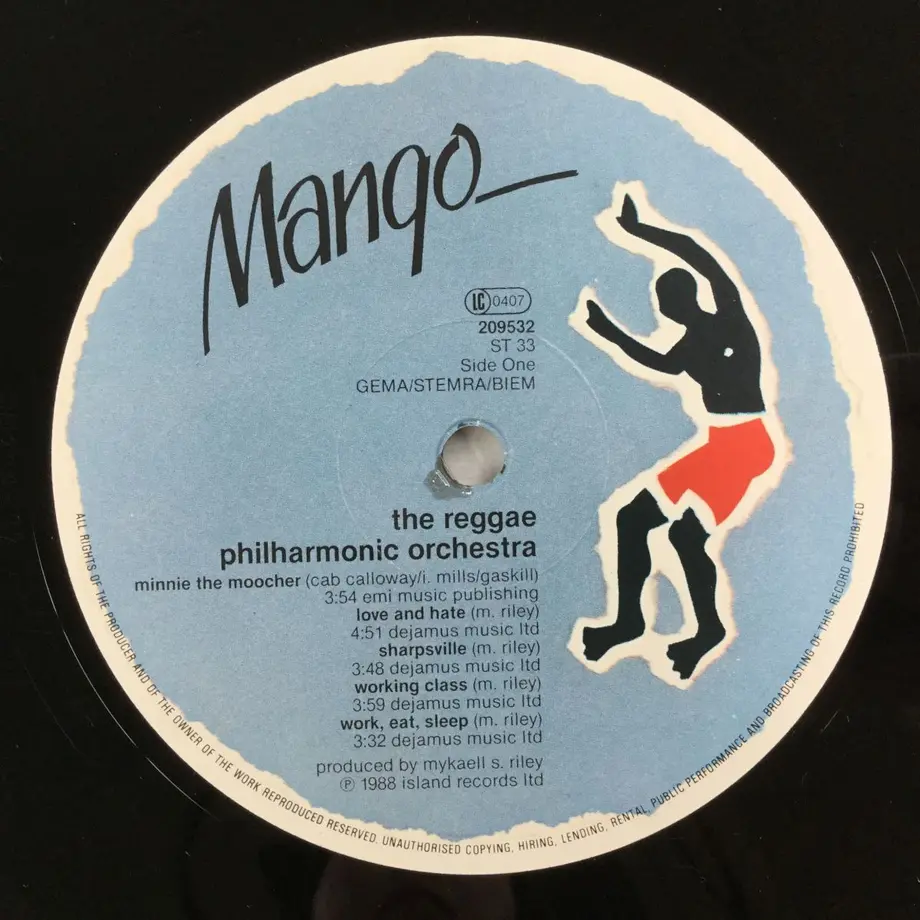 Mango
LC 0407
209532
ST 33
Side One
GEMA/STEMRA/BIEM
the reggae
philharmonic orchestra
minnie the moocher (cab calloway/i. mills/gaskill)
3:54 emi music publishing
love and hate (m. riley)
4:51 dejamus music ltd
sharpsville (m. riley)
3:48 dejamus music ltd
working class (m. riley)
3:59 dejamus music ltd
work, eat, sleep (m. riley)
3:32 dejamus music ltd
produced by mykaell s. riley
℗ 1988 island records ltd
ALL RIGHTS OF THE PRODUCER AND OF THE OWNER OF THE WORK REPRODUCED RESERVED. UNAUTHORISED COPYING, HIRING, LENDING, RENTAL, PUBLIC PERFORMANCE AND BROADCASTING OF THIS RECORD PROHIBITED